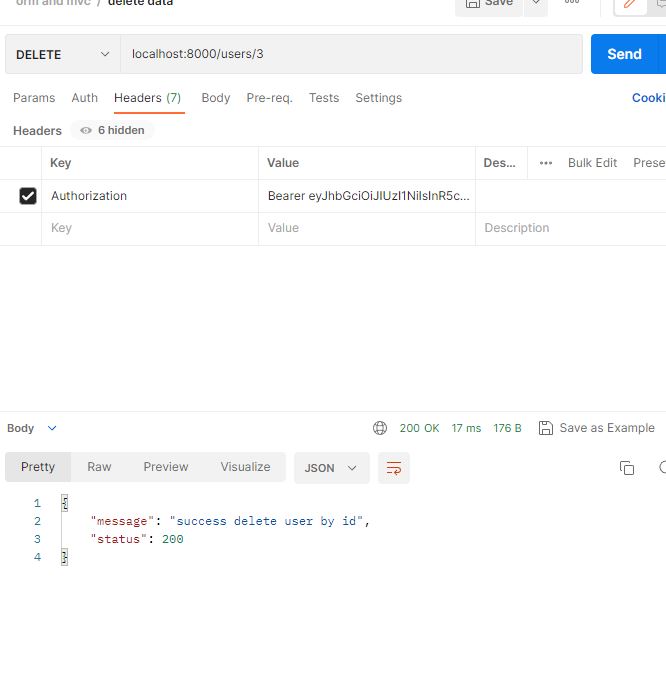 orm and mvc / delete data
Save
DELETE localhost:8000/users/3 Send
Params Auth Headers (7) Body Pre-req. Tests Settings Cooki
Headers 6 hidden
Key Value Des... Bulk Edit Prese
Authorization Bearer eyJhbGciOiJIUzI1NiIsInR5c...
Key Value Description
Body 200 OK 17 ms 176 B Save as Example
Pretty Raw Preview Visualize JSON
1 {
2 "message": "success delete user by id",
3 "status": 200
4 }